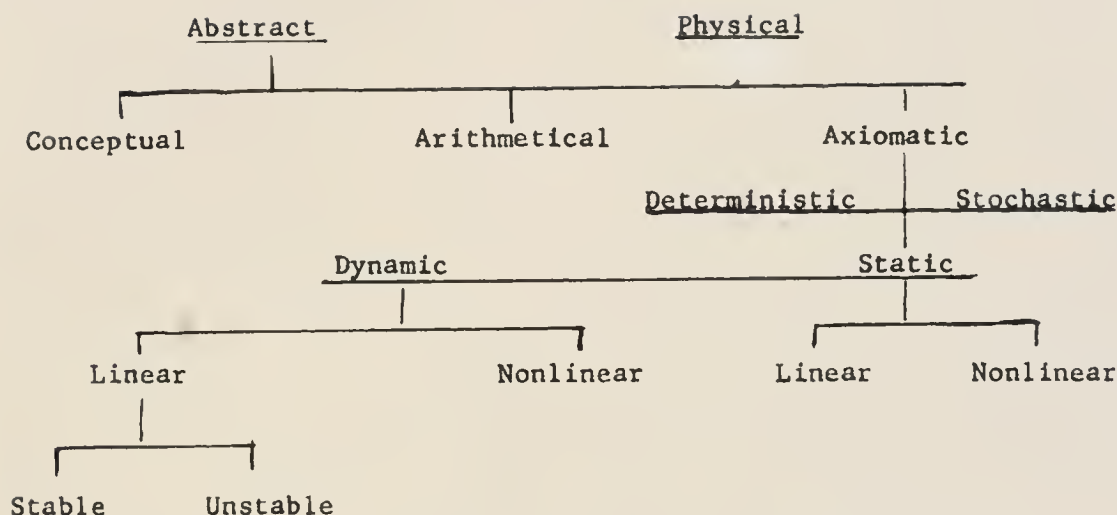 Abstract Physical
Conceptual Arithmetical Axiomatic
Deterministic Stochastic
Dynamic Static
Linear Nonlinear Linear Nonlinear
Stable Unstable